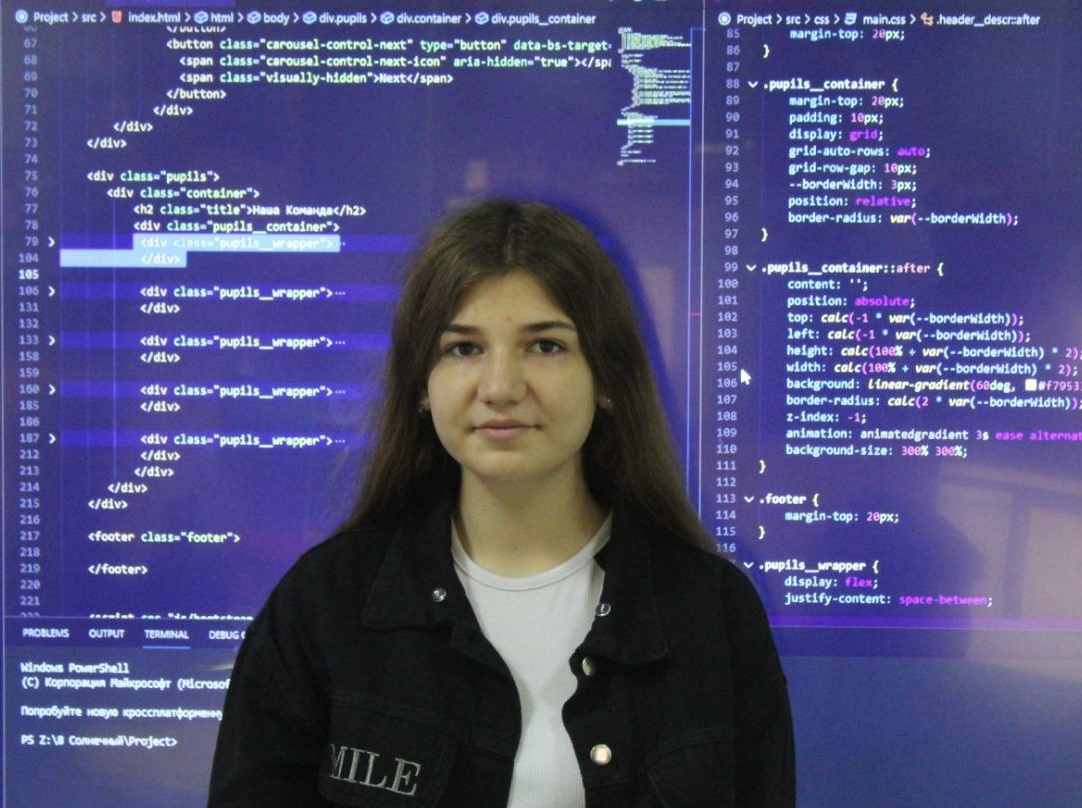 Project > src > index.html > html > body > div.pupils > div.container > div.pupils__container
66 </button>
67 <button class="carousel-control-next" type="button" data-bs-target=
68 <span class="carousel-control-next-icon" aria-hidden="true"></spa
69 <span class="visually-hidden">Next</span>
70 </button>
71 </div>
72 </div>
73 </div>
74
75 <div class="pupils">
76 <div class="container">
77 <h2 class="title">Наша Команда</h2>
78 <div class="pupils__container">
79 <div class="pupils__wrapper">...
104 </div>
105
106 <div class="pupils__wrapper">...
131 </div>
132
133 <div class="pupils__wrapper">...
158 </div>
159
160 <div class="pupils__wrapper">...
185 </div>
186
187 <div class="pupils__wrapper">...
212 </div>
213 </div>
214 </div>
215 </div>
216
217 <footer class="footer">
218
219 </footer>
220
221
PROBLEMS OUTPUT TERMINAL DEBUG
Windows PowerShell
(C) Корпорация Майкрософт (Microsof
Попробуйте новую кроссплатформенну
PS Z:\8 Солнечный\Project>
Project > src > css > main.css > .header__descr::after
85 margin-top: 20px;
86 }
87
88 .pupils__container {
89 margin-top: 20px;
90 padding: 10px;
91 display: grid;
92 grid-auto-rows: auto;
93 grid-row-gap: 10px;
94 --borderWidth: 3px;
95 position: relative;
96 border-radius: var(--borderWidth);
97 }
98
99 .pupils__container::after {
100 content: '';
101 position: absolute;
102 top: calc(-1 * var(--borderWidth));
103 left: calc(-1 * var(--borderWidth));
104 height: calc(100% + var(--borderWidth) * 2);
105 width: calc(100% + var(--borderWidth) * 2);
106 background: linear-gradient(60deg, #f7953
107 border-radius: calc(2 * var(--borderWidth));
108 z-index: -1;
109 animation: animatedgradient 3s ease alternat
110 background-size: 300% 300%;
111 }
112
113 .footer {
114 margin-top: 20px;
115 }
116
.pupils__wrapper {
display: flex;
justify-content: space-between;
MILE